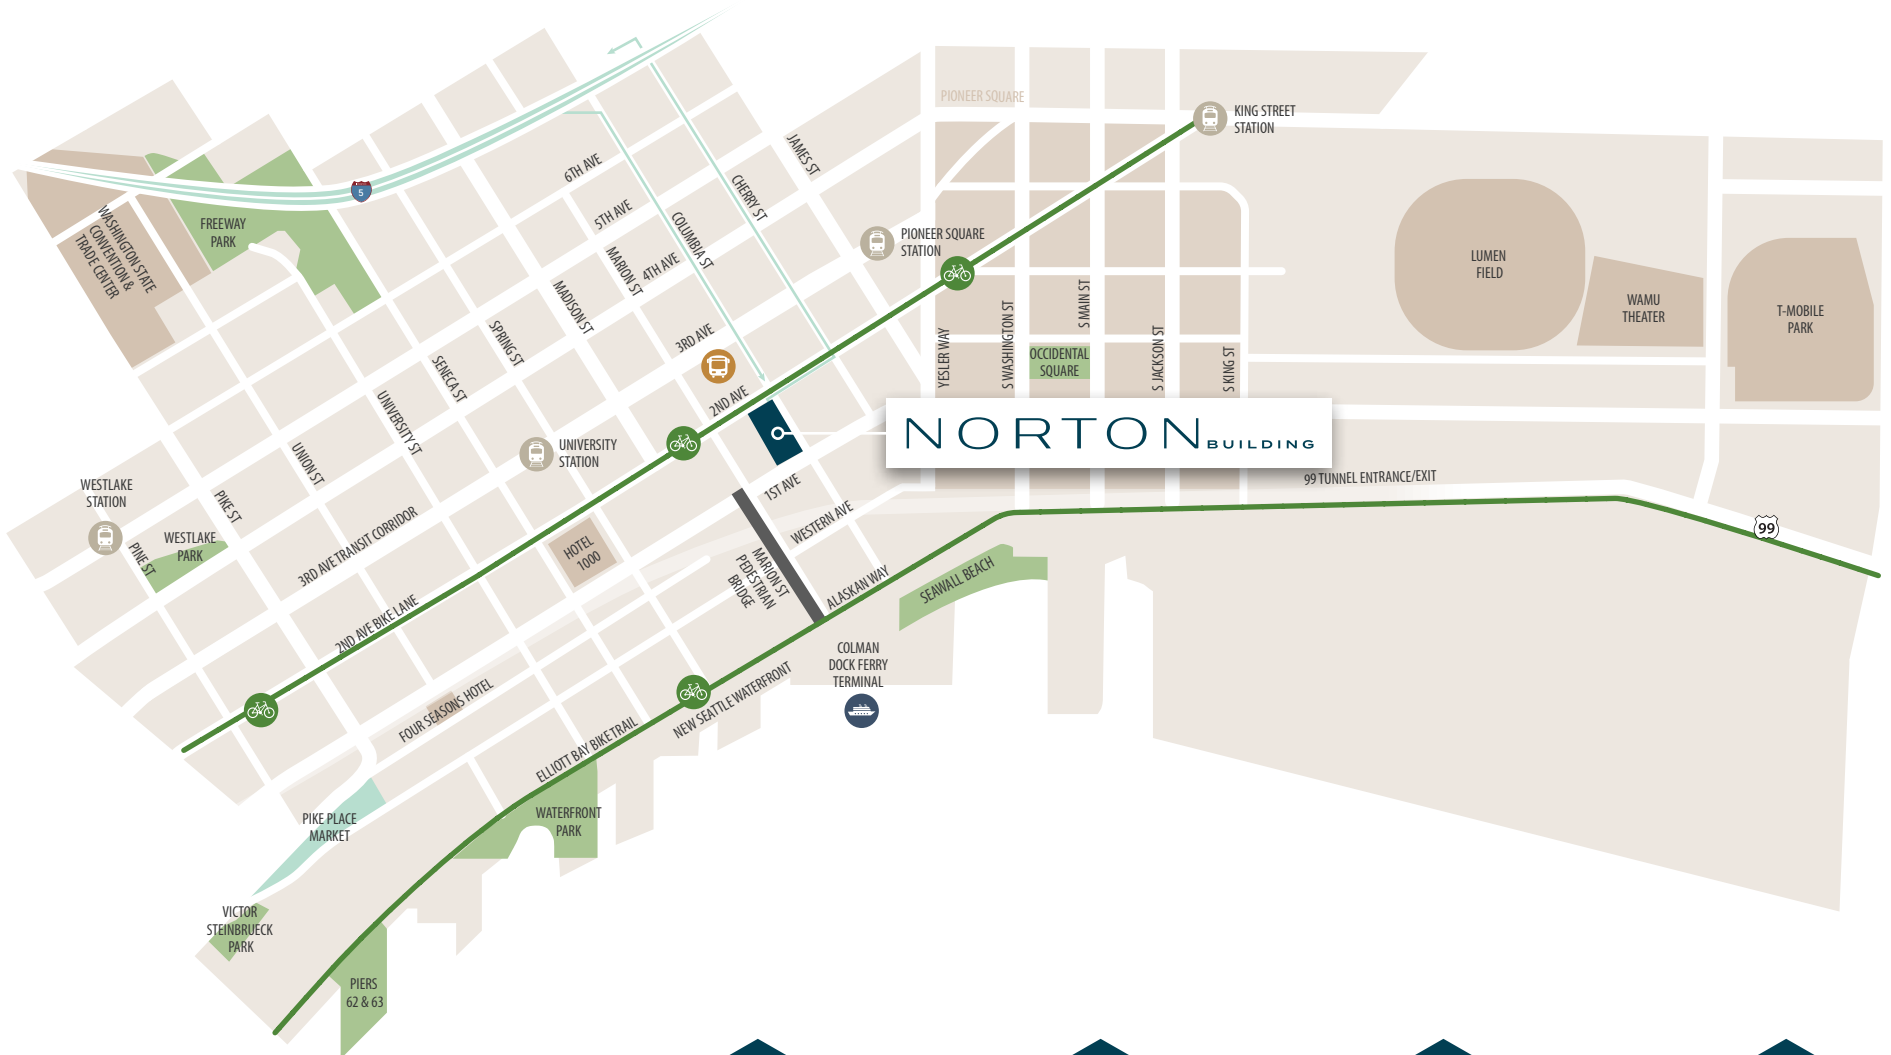 PIONEER SQUARE
KING STREET
STATION
JAMES ST
6TH AVE
CHERRY ST
5
5TH AVE
COLUMBIA ST
FREEWAY
PARK
WASHINGTON STATE
CONVENTION &
TRADE CENTER
PIONEER SQUARE
STATION
MARION ST
4TH AVE
LUMEN
FIELD
WAMU
THEATER
T-MOBILE
PARK
MADISON ST
SPRING ST
3RD AVE
S MAIN ST
S WASHINGTON ST
YESLER WAY
OCCIDENTAL
SQUARE
S JACKSON ST
S KING ST
SENECA ST
2ND AVE
UNIVERSITY ST
NORTON BUILDING
UNIVERSITY
STATION
UNION ST
99 TUNNEL ENTRANCE/EXIT
1ST AVE
WESTLAKE
STATION
PIKE ST
WESTERN AVE
99
3RD AVE TRANSIT CORRIDOR
WESTLAKE
PARK
PINE ST
HOTEL
1000
MARION ST
PEDESTRIAN
BRIDGE
ALASKAN WAY
SEAWALL BEACH
2ND AVE BIKE LANE
COLMAN
DOCK FERRY
TERMINAL
NEW SEATTLE WATERFRONT
FOUR SEASONS HOTEL
ELLIOTT BAY BIKE TRAIL
PIKE PLACE
MARKET
WATERFRONT
PARK
VICTOR
STEINBRUECK
PARK
PIERS
62 & 63